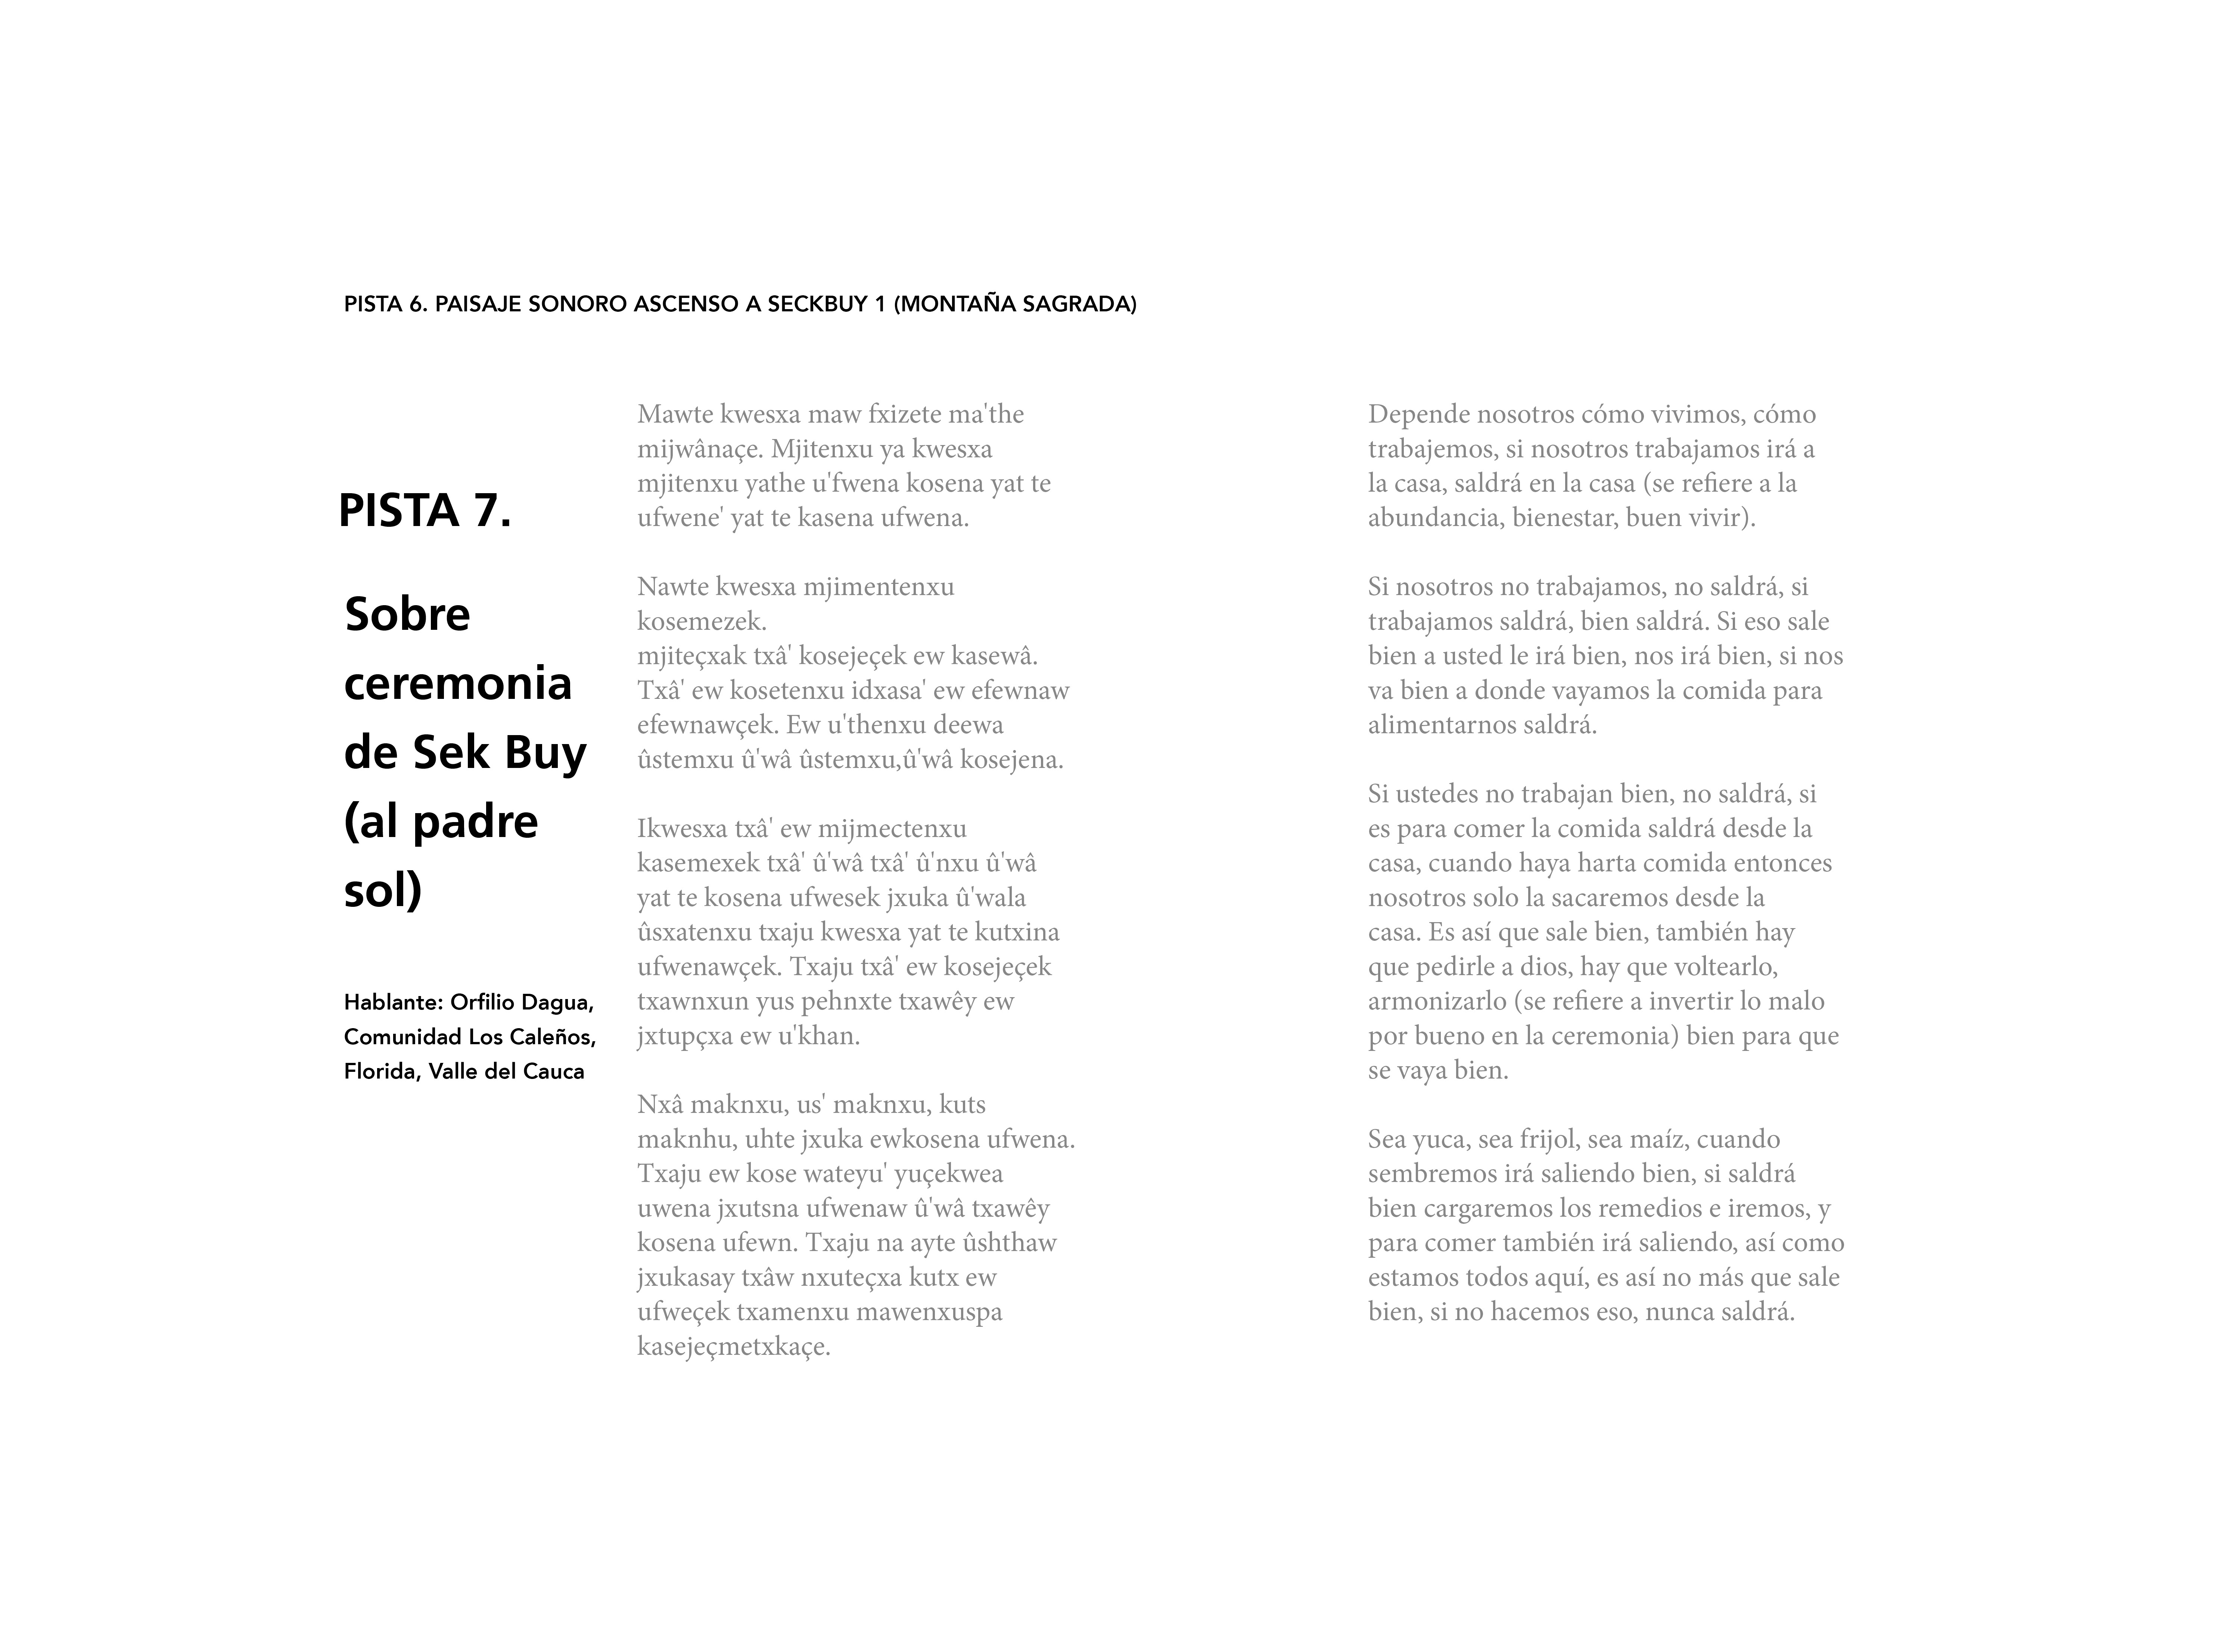 PISTA 6. PAISAJE SONORO ASCENSO A SECKBUY 1 (MONTAÑA SAGRADA)
PISTA 7.
Sobre
ceremonia
de Sek Buy
(al padre
sol)
Hablante: Orfilio Dagua,
Comunidad Los Caleños,
Florida, Valle del Cauca
Mawte kwesxa maw fxizete ma'the
mijwânaçe. Mjitenxu ya kwesxa
mjitenxu yathe u'fwena kosena yat te
ufwene' yat te kasena ufwena.
Nawte kwesxa mjimentenxu
kosemezek.
mjiteçxak txâ' kosejeçek ew kasewâ.
Txâ' ew kosetenxu idxasa' ew efewnaw
efewnawçek. Ew u'thenxu deewa
ûstemxu û'wâ ûstemxu,û'wâ kosejena.
Ikwesxa txâ' ew mijmectenxu
kasemexek txâ' û'wâ txâ' û'nxu û'wâ
yat te kosena ufwesek jxuka û'wala
ûsxatenxu txaju kwesxa yat te kutxina
ufwenawçek. Txaju txâ' ew kosejeçek
txawnxun yus pehnxte txawêy ew
jxtupçxa ew u'khan.
Nxâ maknxu, us' maknxu, kuts
maknhu, uhte jxuka ewkosena ufwena.
Txaju ew kose wateyu' yuçekwea
uwena jxutsna ufwenaw û'wâ txawêy
kosena ufewn. Txaju na ayte ûshthaw
jxukasay txâw nxuteçxa kutx ew
ufweçek txamenxu mawenxuspa
kasejeçmetxkaçe.
Depende nosotros cómo vivimos, cómo
trabajemos, si nosotros trabajamos irá a
la casa, saldrá en la casa (se refiere a la
abundancia, bienestar, buen vivir).
Si nosotros no trabajamos, no saldrá, si
trabajamos saldrá, bien saldrá. Si eso sale
bien a usted le irá bien, nos irá bien, si nos
va bien a donde vayamos la comida para
alimentarnos saldrá.
Si ustedes no trabajan bien, no saldrá, si
es para comer la comida saldrá desde la
casa, cuando haya harta comida entonces
nosotros solo la sacaremos desde la
casa. Es así que sale bien, también hay
que pedirle a dios, hay que voltearlo,
armonizarlo (se refiere a invertir lo malo
por bueno en la ceremonia) bien para que
se vaya bien.
Sea yuca, sea frijol, sea maíz, cuando
sembremos irá saliendo bien, si saldrá
bien cargaremos los remedios e iremos, y
para comer también irá saliendo, así como
estamos todos aquí, es así no más que sale
bien, si no hacemos eso, nunca saldrá.